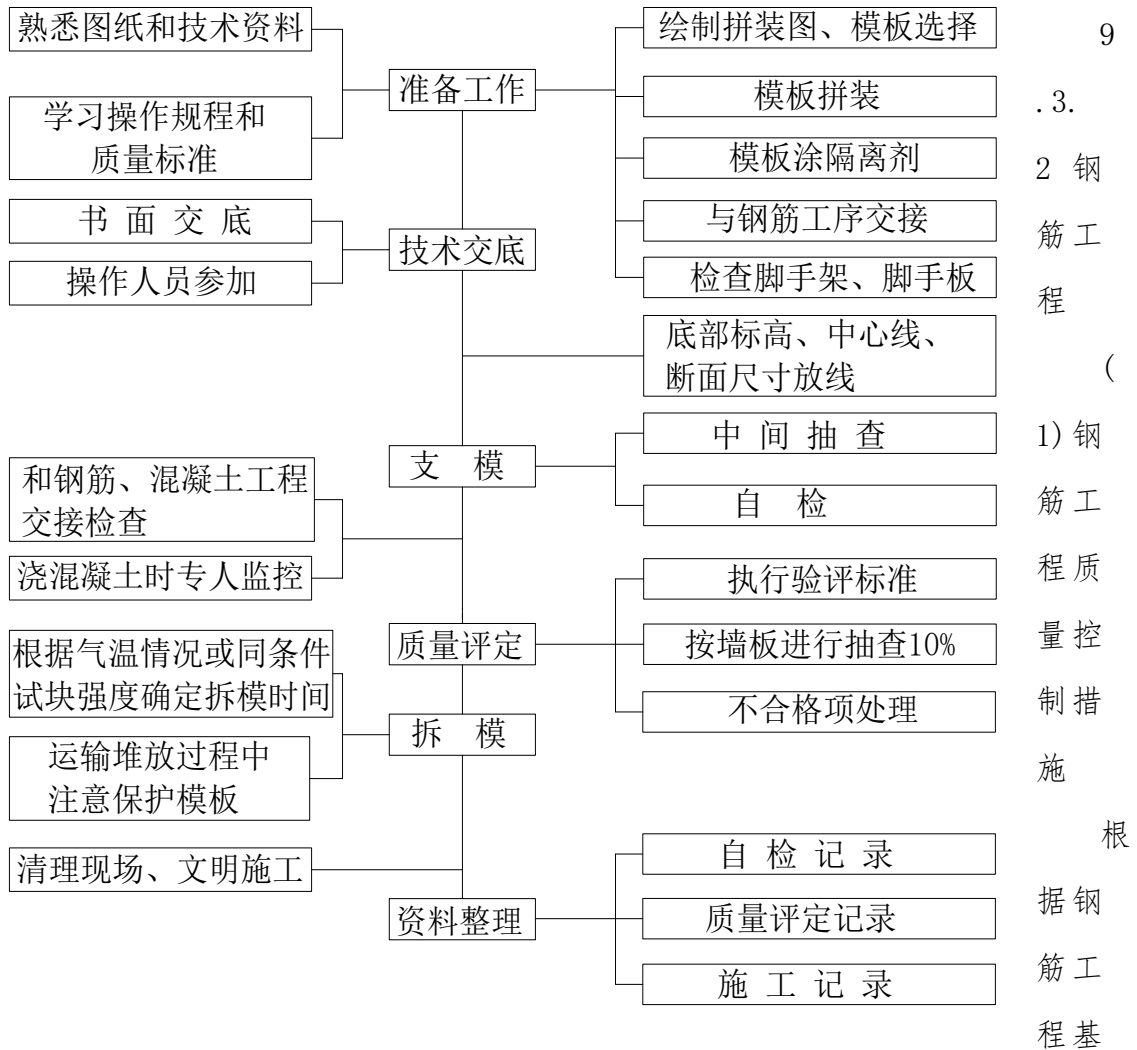 熟悉图纸和技术资料
学习操作规程和
质量标准
书 面 交 底
操作人员参加
和钢筋、混凝土工程
交接检查
浇混凝土时专人监控
根据气温情况或同条件
试块强度确定拆模时间
运输堆放过程中
注意保护模板
清理现场、文明施工
准备工作
技术交底
支 模
质量评定
拆 模
资料整理
绘制拼装图、模板选择
模板拼装
模板涂隔离剂
与钢筋工序交接
检查脚手架、脚手板
底部标高、中心线、
断面尺寸放线
中 间 抽 查
自 检
执行验评标准
按墙板进行抽查10%
不合格项处理
自 检 记 录
质量评定记录
施 工 记 录
9
.3.
2 钢
筋工
程
(
1)钢
筋工
程质
量控
制措
施
根
据钢
筋工
程基